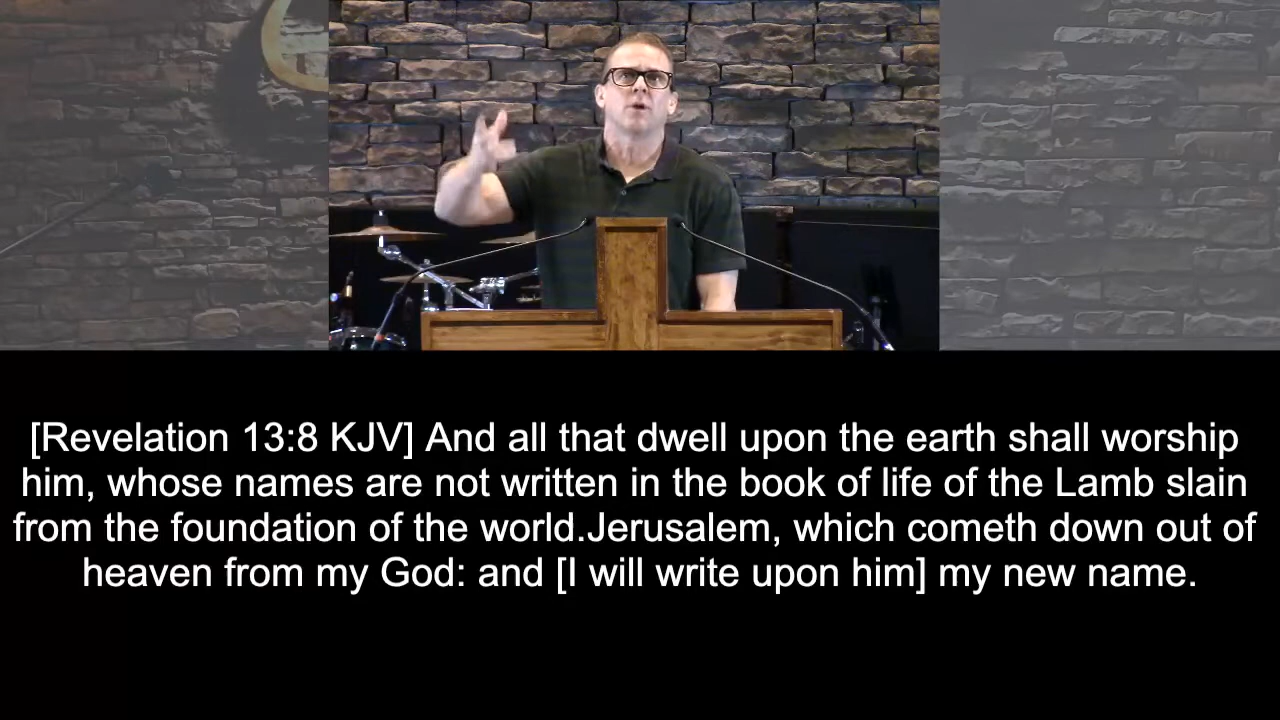 [Revelation 13:8 KJV] And all that dwell upon the earth shall worship
him, whose names are not written in the book of life of the Lamb slain
from the foundation of the world.Jerusalem, which cometh down out of
heaven from my God: and [I will write upon him] my new name.